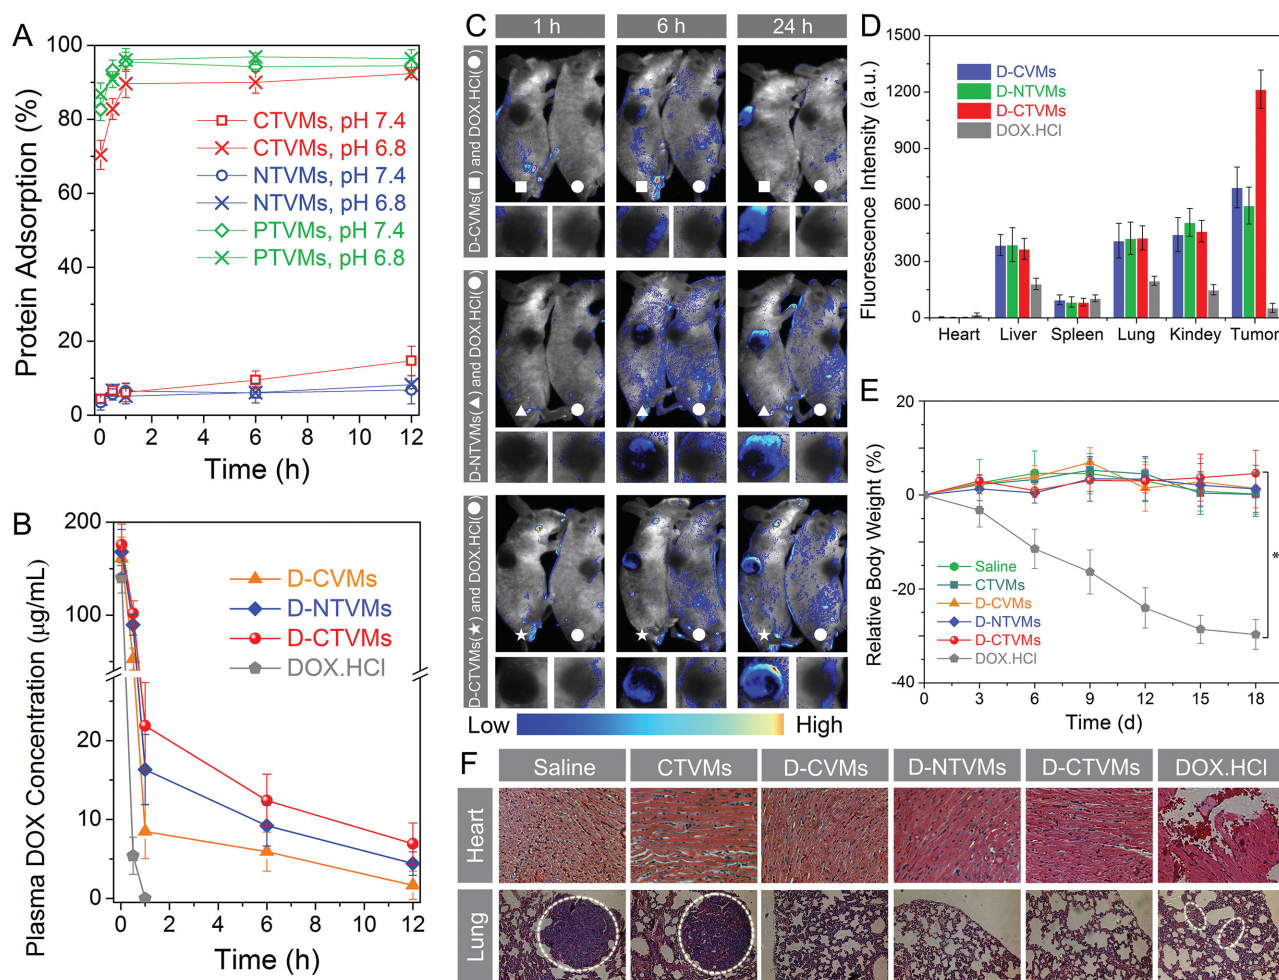 A
Protein Adsorption (%)
100
80
60
40
20
0
CTVMs, pH 7.4
CTVMs, pH 6.8
NTVMs, pH 7.4
NTVMs, pH 6.8
PTVMs, pH 7.4
PTVMs, pH 6.8
0 2 4 6 8 10 12
Time (h)
B
Plasma DOX Concentration (µg/mL)
200
100
20
10
0
D-CVMs
D-NTVMs
D-CTVMs
DOX.HCl
0 2 4 6 8 10 12
Time (h)
C
1 h 6 h 24 h
D-CVMs(■) and DOX.HCl(●)
D-NTVMs(▲) and DOX.HCl(●)
D-CTVMs(★) and DOX.HCl(●)
Low High
D
Fluorescence Intensity (a.u.)
1500
1200
900
600
300
0
D-CVMs
D-NTVMs
D-CTVMs
DOX.HCl
Heart Liver Spleen Lung Kindey Tumor
E
Relative Body Weight (%)
20
0
-20
-40
Saline
CTVMs
D-CVMs
D-NTVMs
D-CTVMs
DOX.HCl
*
0 3 6 9 12 15 18
Time (d)
F
Saline CTVMs D-CVMs D-NTVMs D-CTVMs DOX.HCl
Heart
Lung